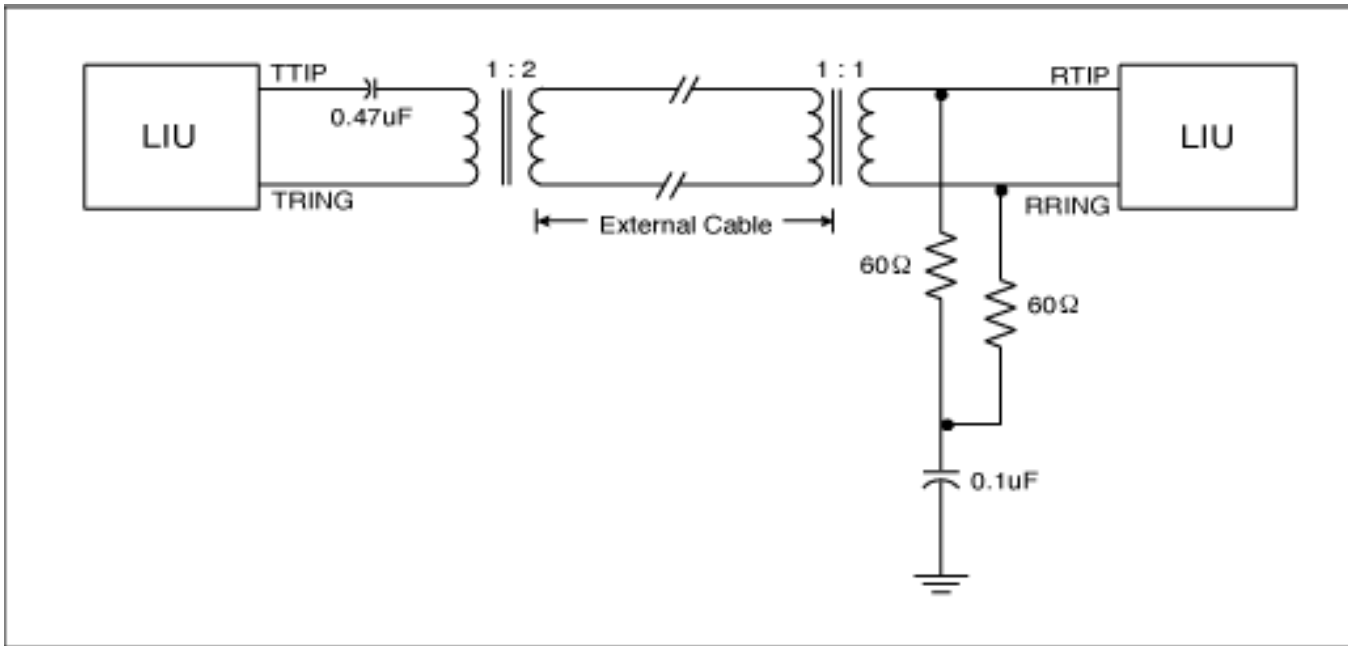 TTIP
1 : 2
1 : 1
RTIP
0.47uF
LIU
LIU
TRING
RRING
External Cable
60Ω
60Ω
0.1uF